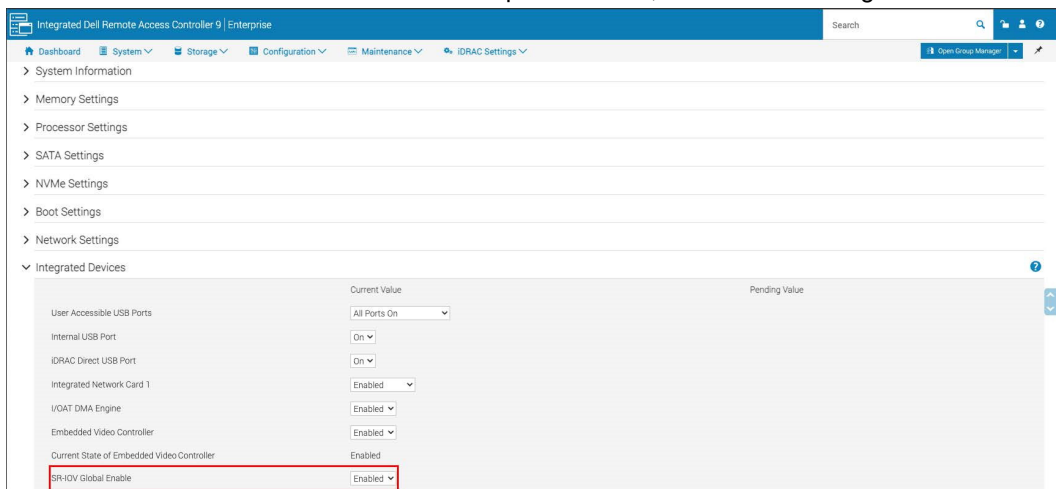 Integrated Dell Remote Access Controller 9 | Enterprise
Search
Dashboard System Storage Configuration Maintenance iDRAC Settings
Open Group Manager
System Information
Memory Settings
Processor Settings
SATA Settings
NVMe Settings
Boot Settings
Network Settings
Integrated Devices
Current Value Pending Value
User Accessible USB Ports All Ports On
Internal USB Port On
iDRAC Direct USB Port On
Integrated Network Card 1 Enabled
I/OAT DMA Engine Enabled
Embedded Video Controller Enabled
Current State of Embedded Video Controller Enabled
SR-IOV Global Enable Enabled